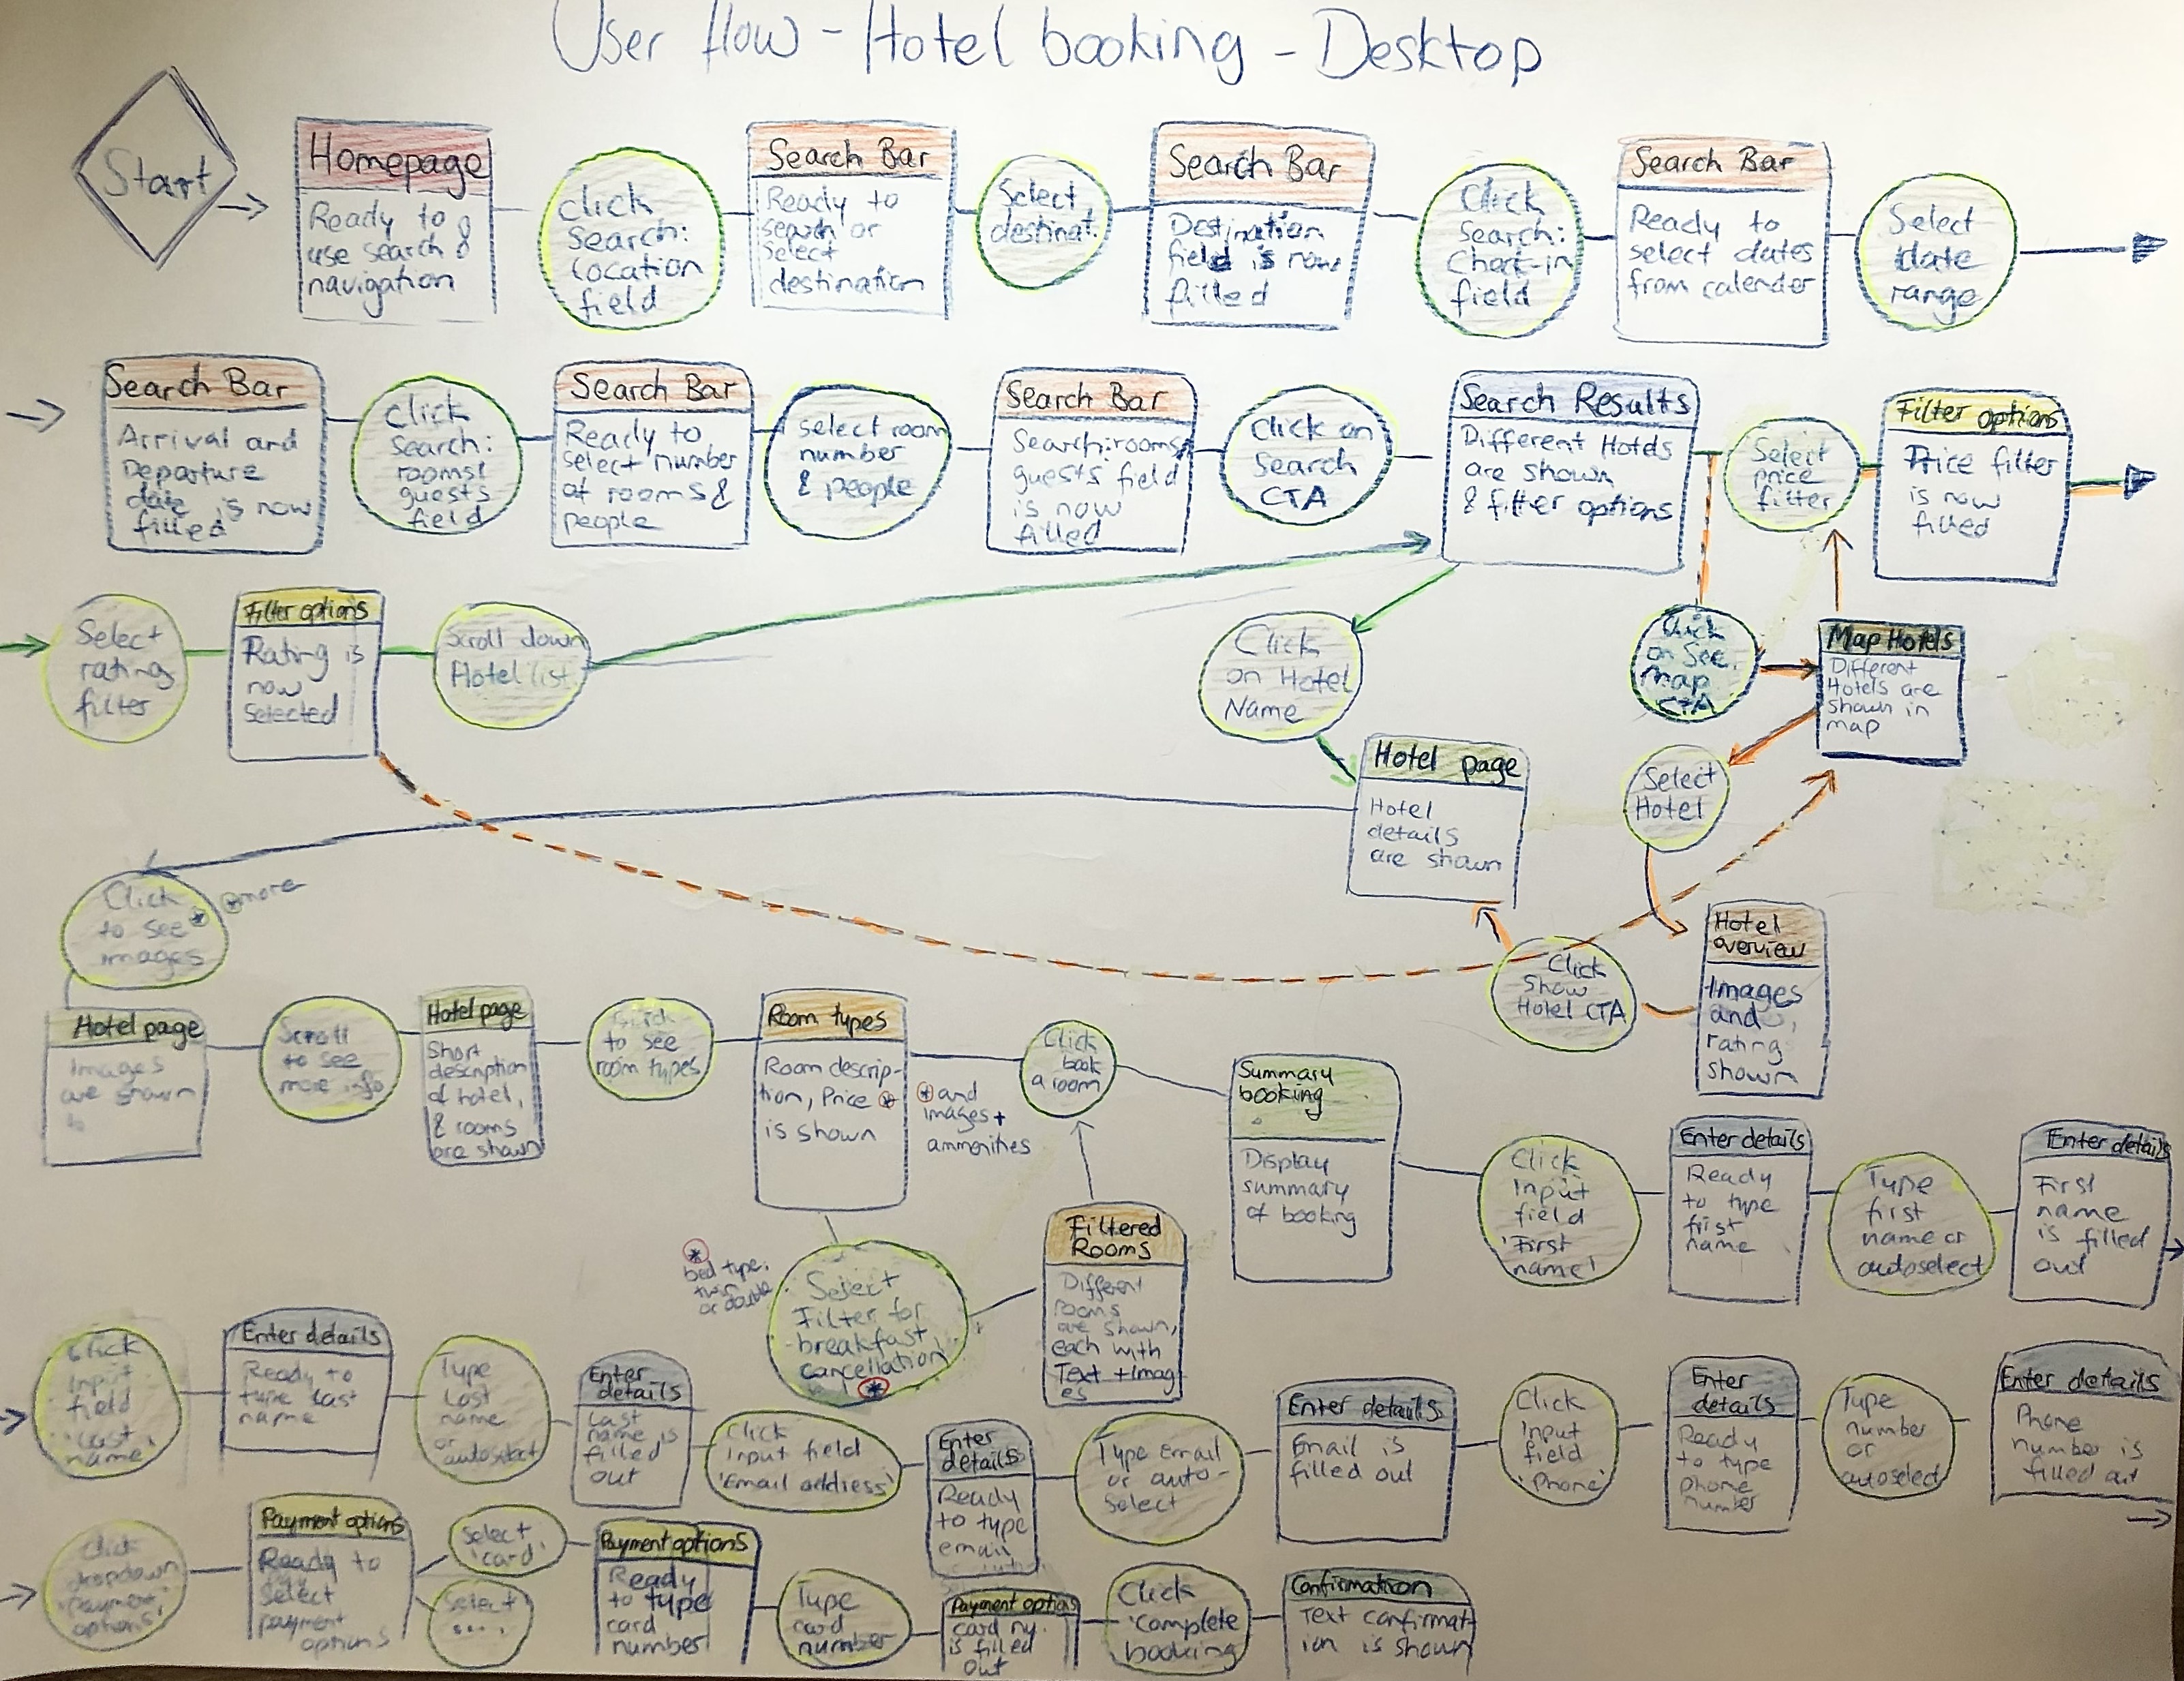 User flow - Hotel booking - Desktop
Start
Homepage
Ready to
use search &
navigation
Click
Search:
location
field
Search Bar
Ready to
search or
select
destination
Select
destinat.
Search Bar
Destination
field is now
filled
Click
Search:
Check-in
field
Search Bar
Ready to
select dates
from calender
Select
date
range
Search Bar
Arrival and
Departure
date is now
filled
Click
Search:
rooms&
guests
field
Search Bar
Ready to
select number
of rooms &
people
select room
number
& people
Search Bar
Search:rooms
guests field
is now
filled
Click on
Search
CTA
Search Results
Different Hotels
are shown
& filter options
Select
price
filter
Filter options
Price filter
is now
filled
Select
rating
filter
Filter options
Rating is
now
selected
Scroll down
Hotel list
Click
on Hotel
Name
Click
on See
map
CTA
Map Hotels
Different
Hotels are
shown in
map
Hotel page
Hotel
details
are shown
Select
Hotel
Click
to see *
images
* more
Hotel
overview
Images
and
rating
shown
Click
Show
Hotel CTA
Hotel page
Images
are shown
Scroll
to see
more info
Hotel page
Short
description
of hotel,
& rooms
are shown
Click
to see
room types
Room types
Room descrip-
tion, Price *
is shown
* and
images +
ammenities
Click
book
a room
Summary
booking
Display
summary
of booking
Click
Input
field
'First
name'
Enter details
Ready
to type
first
name
Type
first
name or
autoselect
Enter details
First
name
is filled
out
*
bed type,
twin
or double
Select
Filter for
breakfast,
cancellation
*
Filtered
Rooms
Different
rooms
are shown,
each with
Text + Imag
es
Click
Input
field
'Last
name'
Enter details
Ready to
type last
name
Type
Last
name
or
autoselect
Enter
details
Last
name is
filled
out
Click
Input field
'Email address'
Enter
details
Ready
to type
email
Type Email
or auto-
select
Enter details
Email is
filled out
Click
Input
field
'Phone'
Enter
details
Ready
to type
phone
number
Type
number
or
autoselect
Enter details
Phone
number is
filled out
Click
dropdown
'Payment
options'
Payment options
Ready to
Select
payment
options
Select
'card'
Select
....
Payment options
Ready
to type
card
number
Type
card
number
Payment options
card nr.
is filled
out
Click
'Complete
booking
Confirmation
Text confirmat
ion is shown